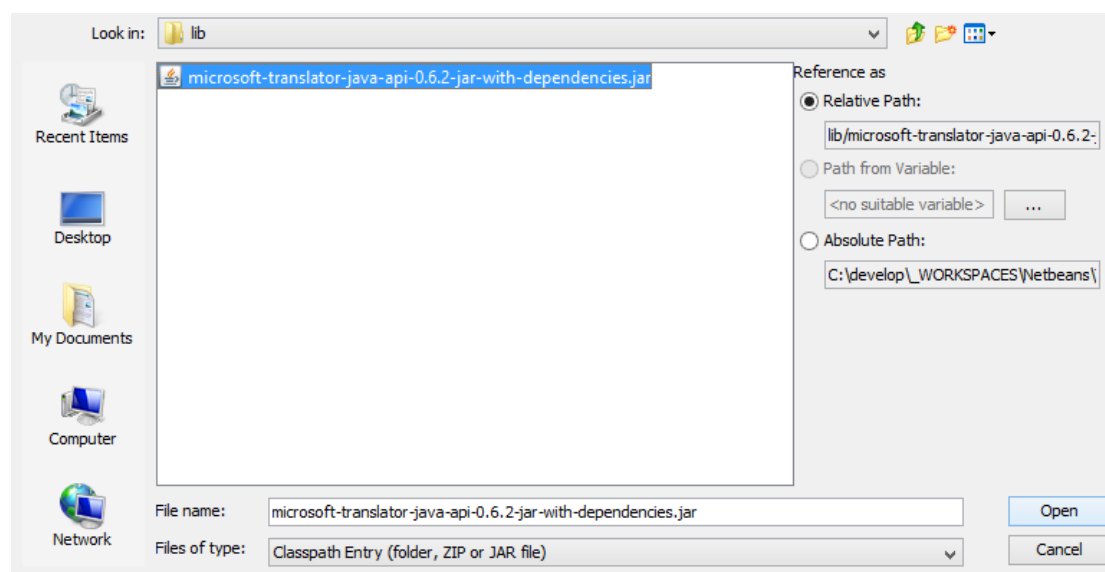 Look in:
lib
Recent Items
Desktop
My Documents
Computer
Network
microsoft-translator-java-api-0.6.2-jar-with-dependencies.jar
Reference as
Relative Path:
lib/microsoft-translator-java-api-0.6.2-
Path from Variable:
<no suitable variable>
...
Absolute Path:
C:\develop\_WORKSPACES\Netbeans\
File name:
microsoft-translator-java-api-0.6.2-jar-with-dependencies.jar
Open
Files of type:
Classpath Entry (folder, ZIP or JAR file)
Cancel